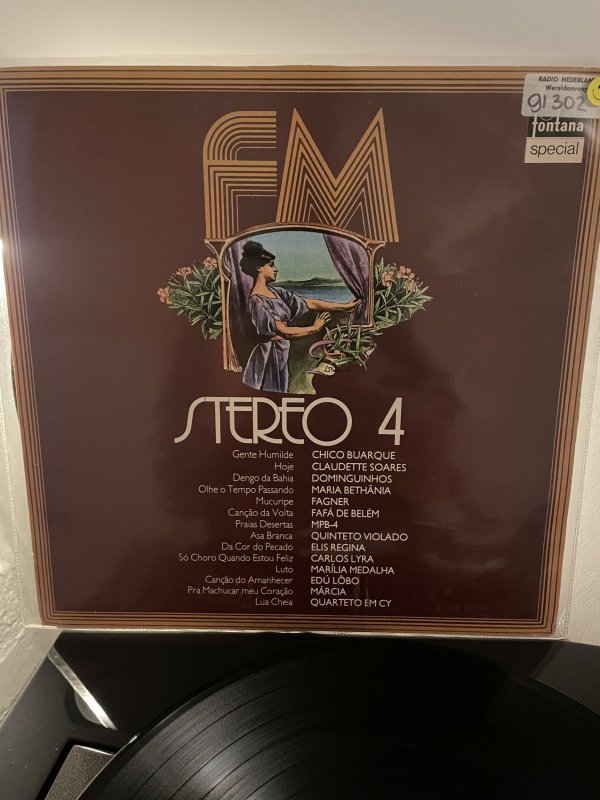 RADIO NEDERLAN
Wereldomroep
91302
fontana
special
FM
STEREO 4
Gente Humilde CHICO BUARQUE
Hoje CLAUDETTE SOARES
Dengo da Bahia DOMINGUINHOS
Olhe o Tempo Passando MARIA BETHÂNIA
Mucuripe FAGNER
Canção da Volta FAFÁ DE BELÉM
Praias Desertas MPB-4
Asa Branca QUINTETO VIOLADO
Da Cor do Pecado ELIS REGINA
Só Choro Quando Estou Feliz CARLOS LYRA
Luto MARÍLIA MEDALHA
Canção do Amanhecer EDÚ LÔBO
Pra Machucar meu Coração MÁRCIA
Lua Cheia QUARTETO EM CY